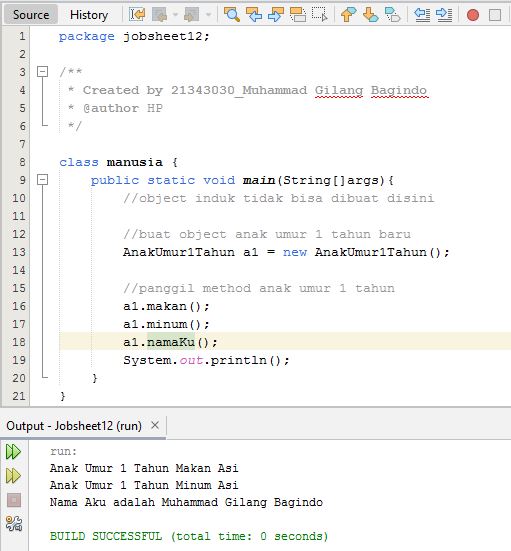 Source History
1 package jobsheet12;
2
3 /**
4 * Created by 21343030_Muhammad Gilang Bagindo
5 * @author HP
6 */
7
8 class manusia {
9 public static void main(String[]args){
10 //object induk tidak bisa dibuat disini
11
12 //buat object anak umur 1 tahun baru
13 AnakUmur1Tahun a1 = new AnakUmur1Tahun();
14
15 //panggil method anak umur 1 tahun
16 a1.makan();
17 a1.minum();
18 a1.namaKu();
19 System.out.println();
20 }
21 }
Output - Jobsheet12 (run) ×
run:
Anak Umur 1 Tahun Makan Asi
Anak Umur 1 Tahun Minum Asi
Nama Aku adalah Muhammad Gilang Bagindo
BUILD SUCCESSFUL (total time: 0 seconds)